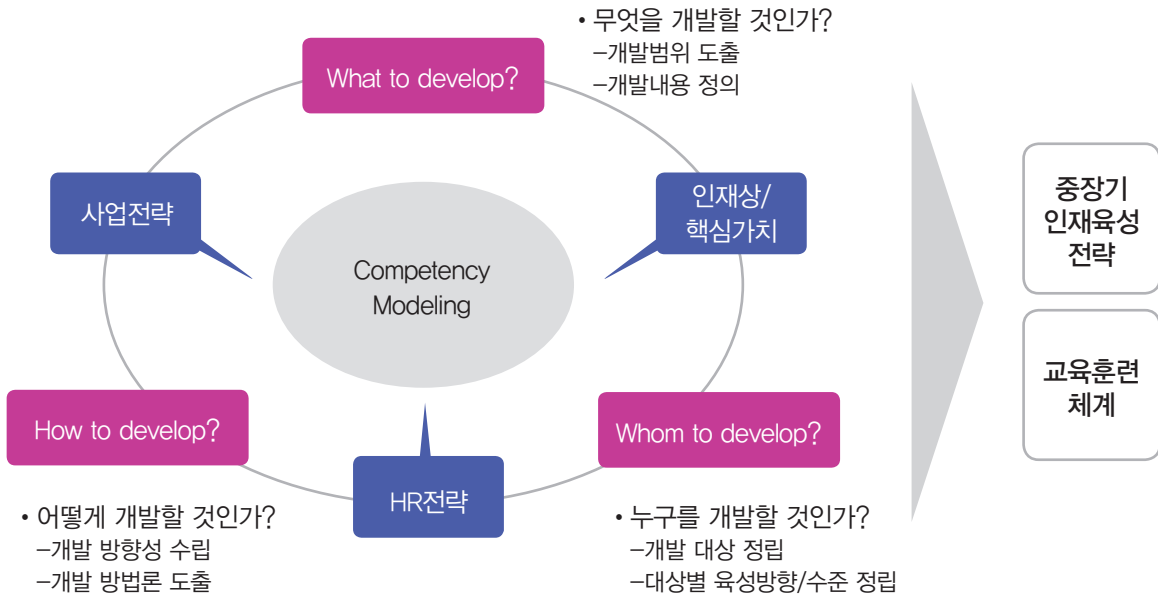 • 무엇을 개발할 것인가?
–개발범위 도출
–개발내용 정의
What to develop?
사업전략
인재상/
핵심가치
Competency
Modeling
How to develop?
Whom to develop?
HR전략
• 어떻게 개발할 것인가?
–개발 방향성 수립
–개발 방법론 도출
• 누구를 개발할 것인가?
–개발 대상 정립
–대상별 육성방향/수준 정립
중장기
인재육성
전략
교육훈련
체계